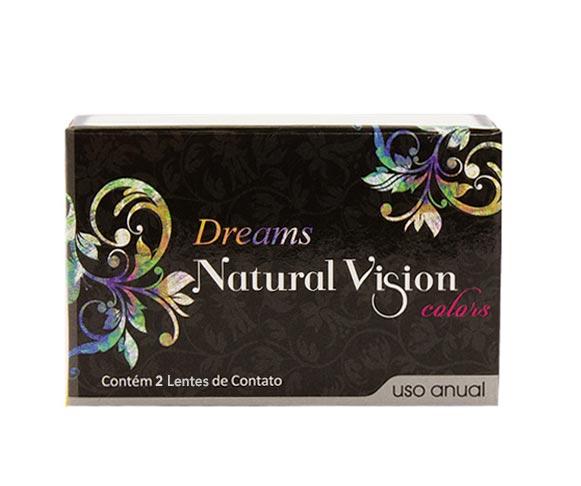 Dreams
Natural Vision
colors
Contém 2 Lentes de Contato
uso anual